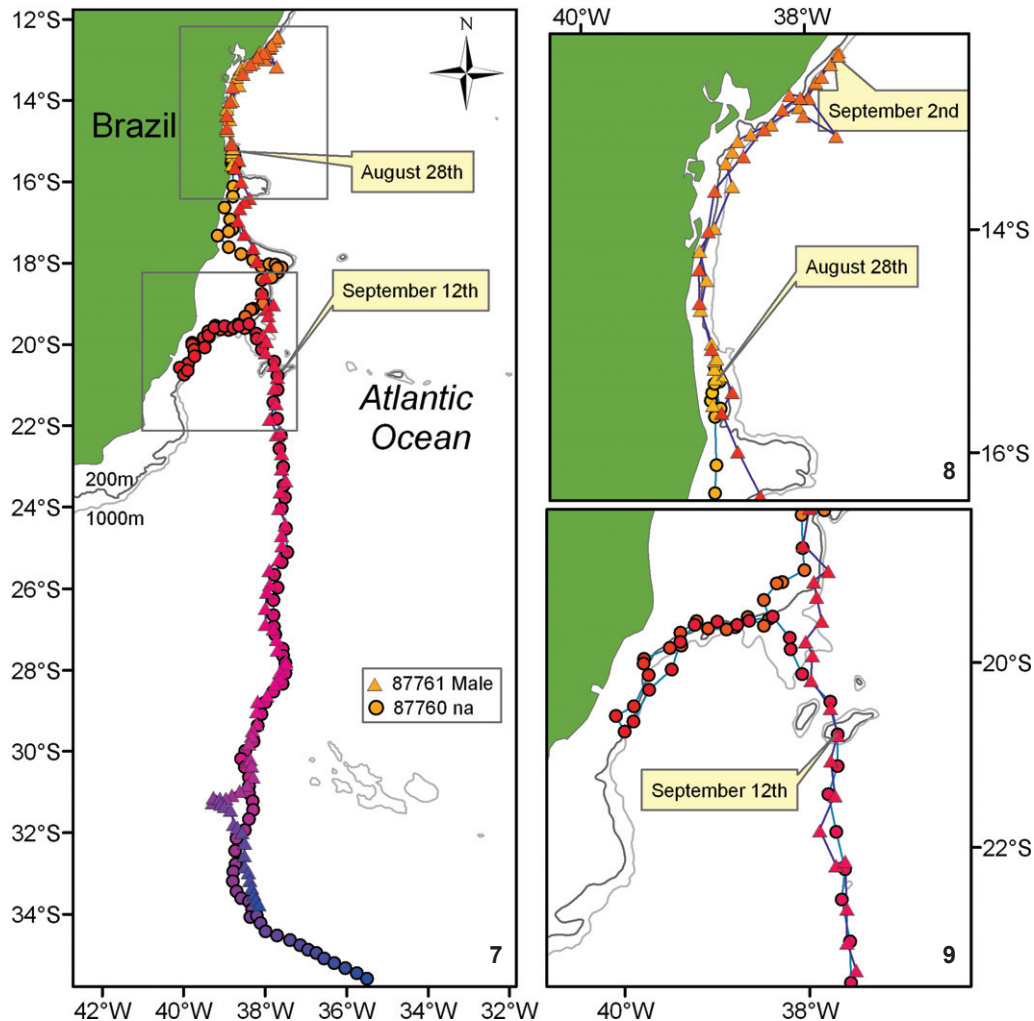 12°S
14°S
16°S
18°S
20°S
22°S
24°S
26°S
28°S
30°S
32°S
34°S
42°W
40°W
38°W
36°W
34°W
32°W
N
Brazil
August 28th
September 12th
Atlantic
Ocean
200m
1000m
87761 Male
87760 na
7
40°W
38°W
September 2nd
August 28th
14°S
16°S
8
September 12th
20°S
22°S
40°W
38°W
9